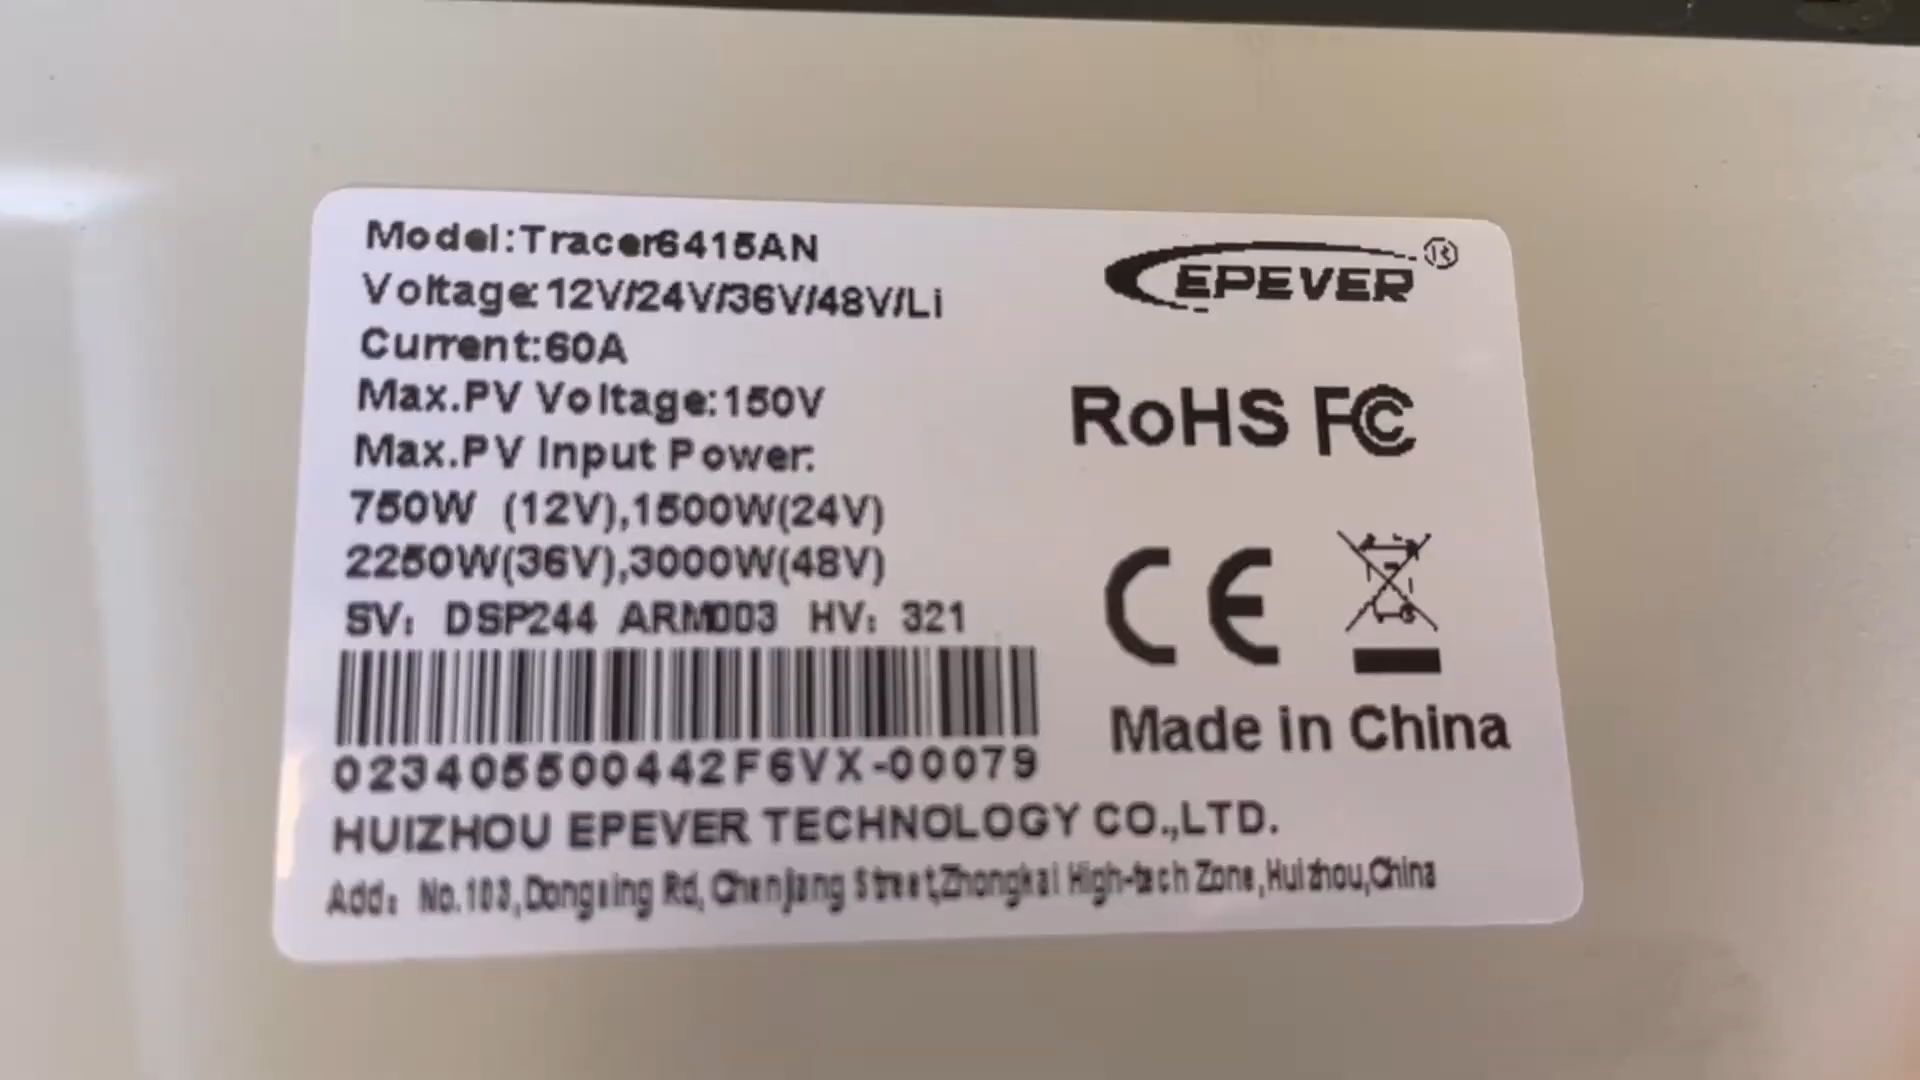 Model:Tracer6415AN
Voltage:12V/24V/36V/48V/Li
Current:60A
Max.PV Voltage:150V
Max.PV Input Power:
750W (12V),1500W(24V)
2250W(36V),3000W(48V)
SV: DSP244 ARM003 HV: 321
023405500442F6VX-00079
HUIZHOU EPEVER TECHNOLOGY CO.,LTD.
Add: No.103,Dongxing Rd, Chenjiang Street,Zhongkai High-tech Zone,Huizhou,China
EPEVER®
RoHS FC
CE
Made in China